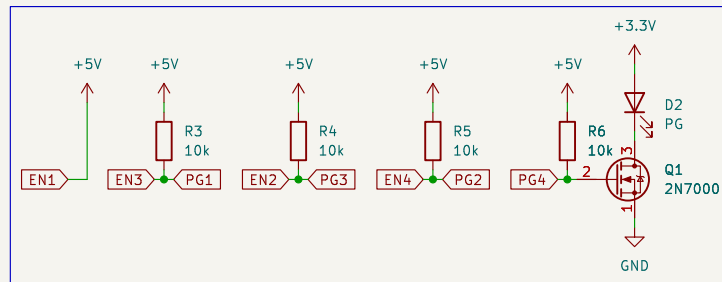 +3.3V
+5V +5V +5V +5V +5V
D2
PG
R3 R4 R5 R6
10k 10k 10k 10k
3
Q1
2N7000
EN1 EN3 PG1 EN2 PG3 EN4 PG2 PG4 2
1
GND